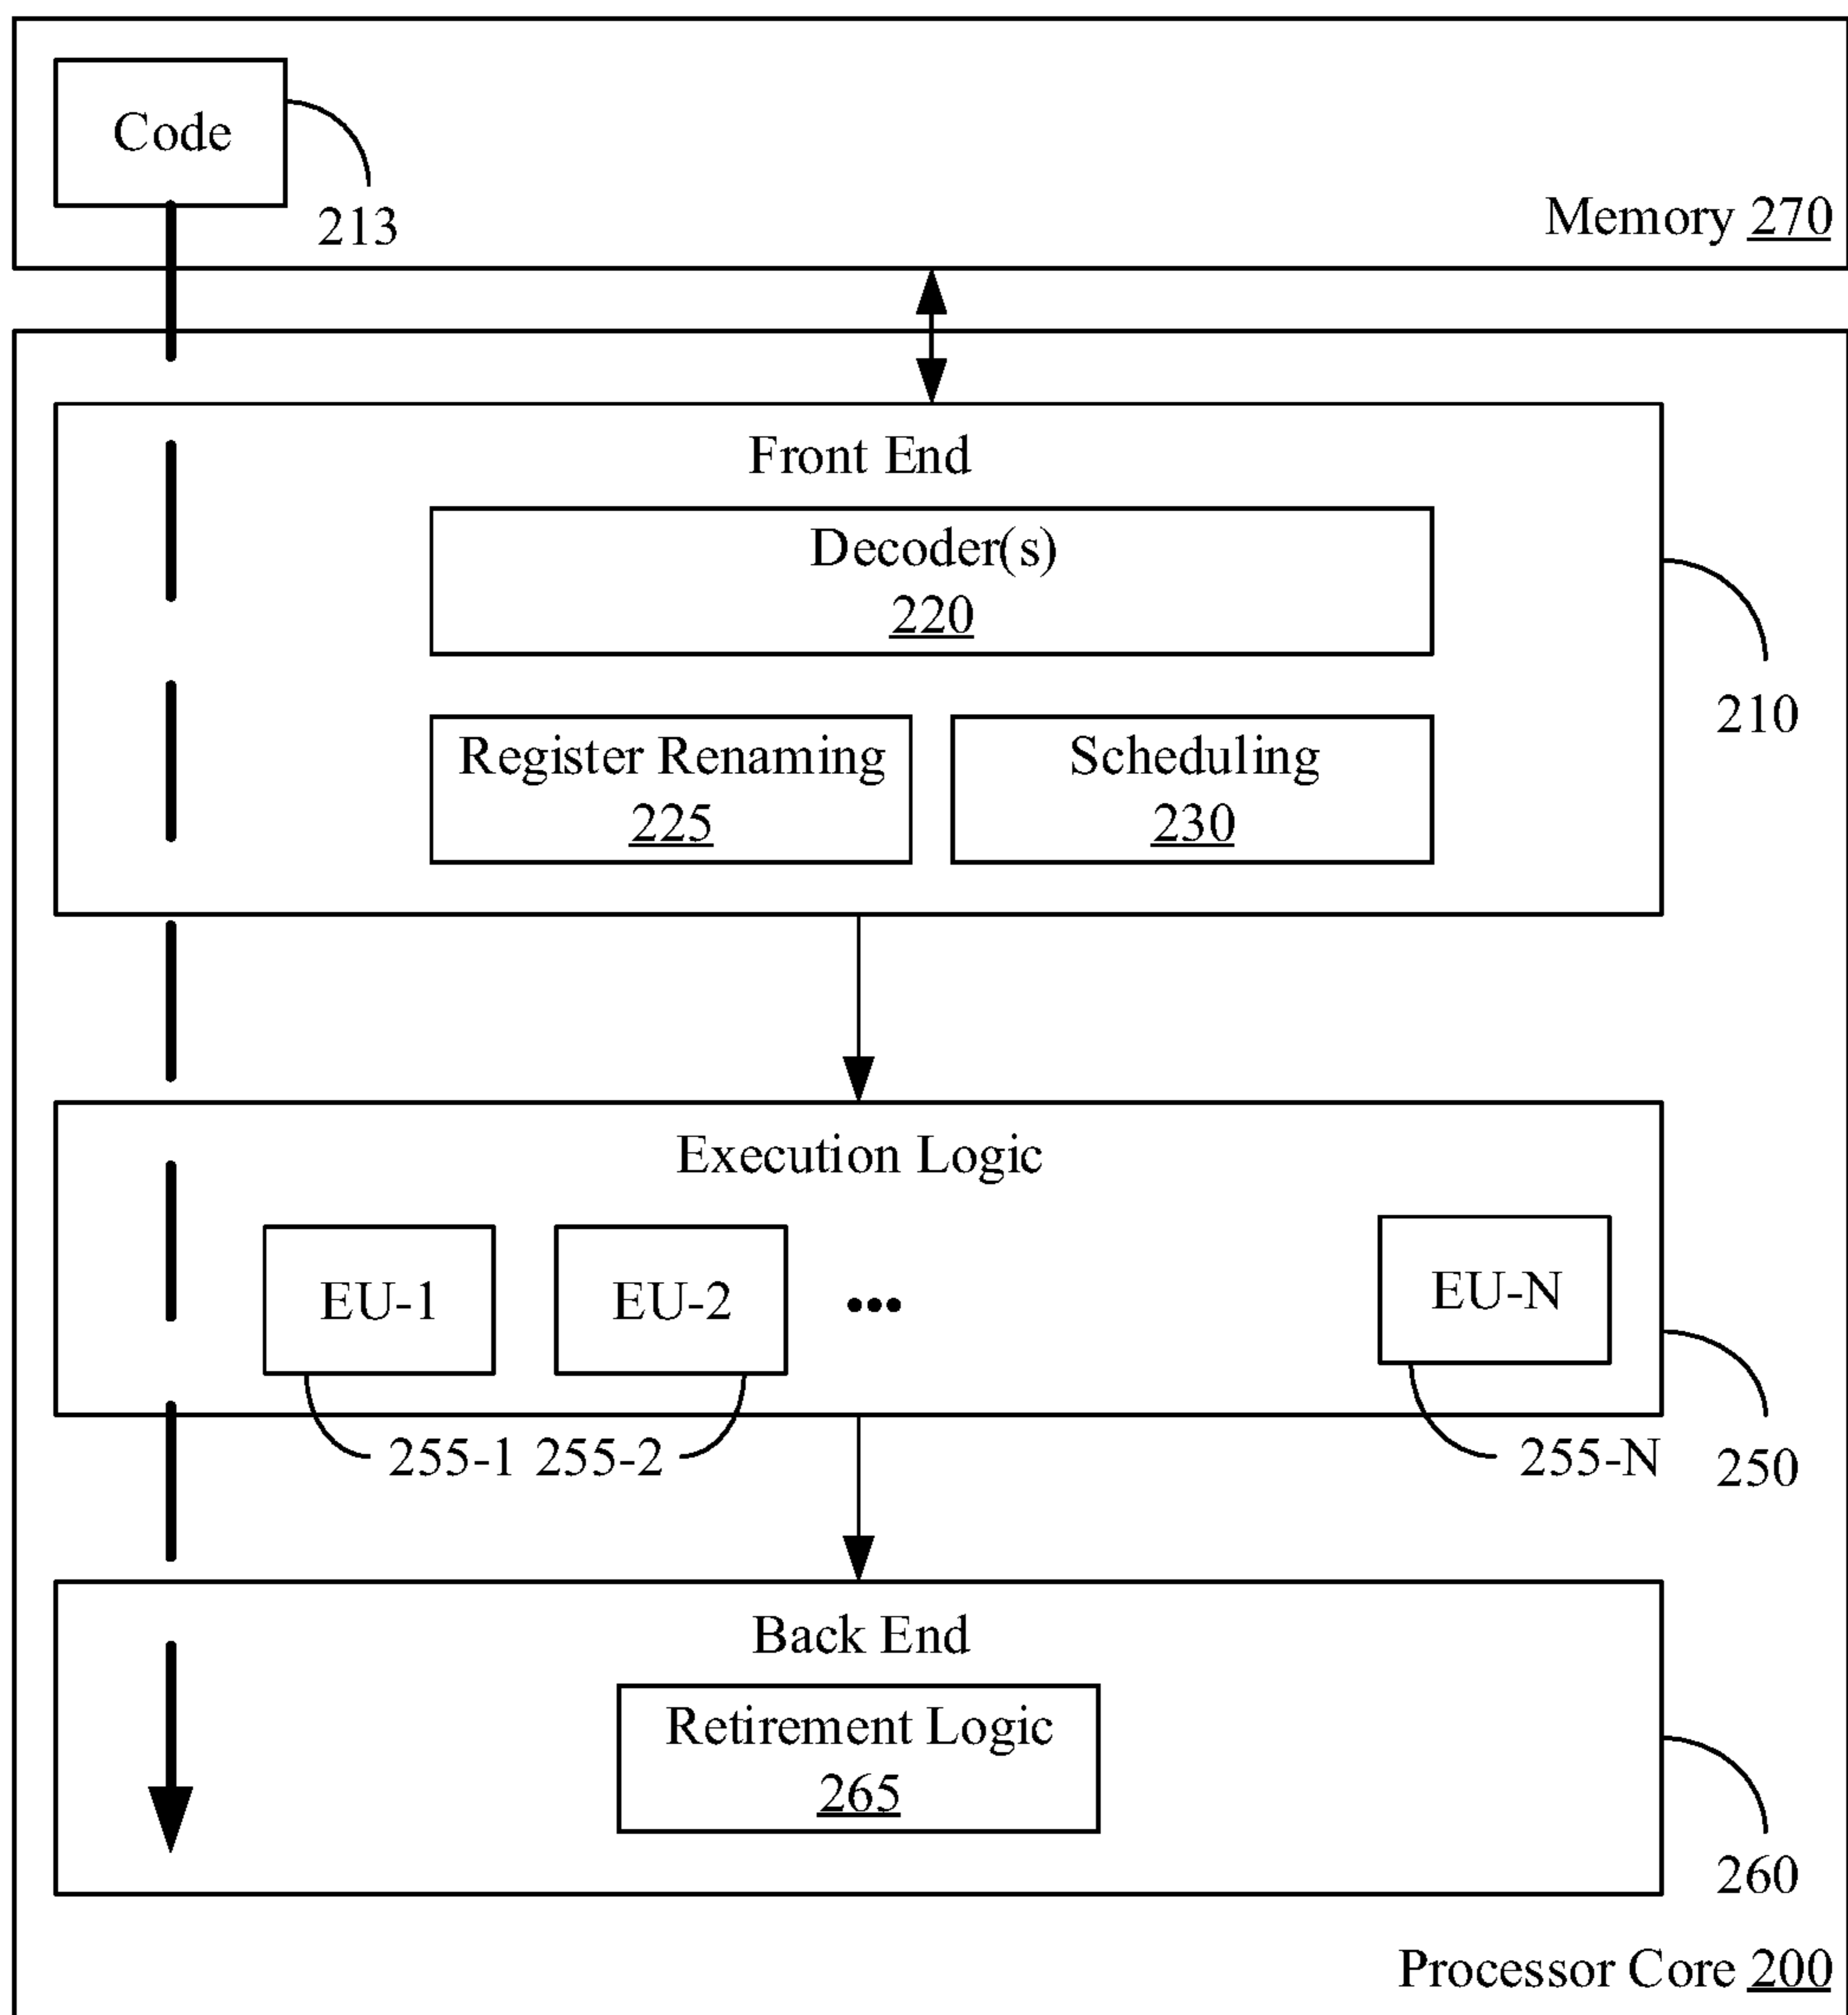 Code
213
Memory 270
Front End
Decoder(s)
220
210
Register Renaming
225
Scheduling
230
Execution Logic
EU-1
EU-2
...
EU-N
255-1 255-2
255-N
250
Back End
Retirement Logic
265
260
Processor Core 200